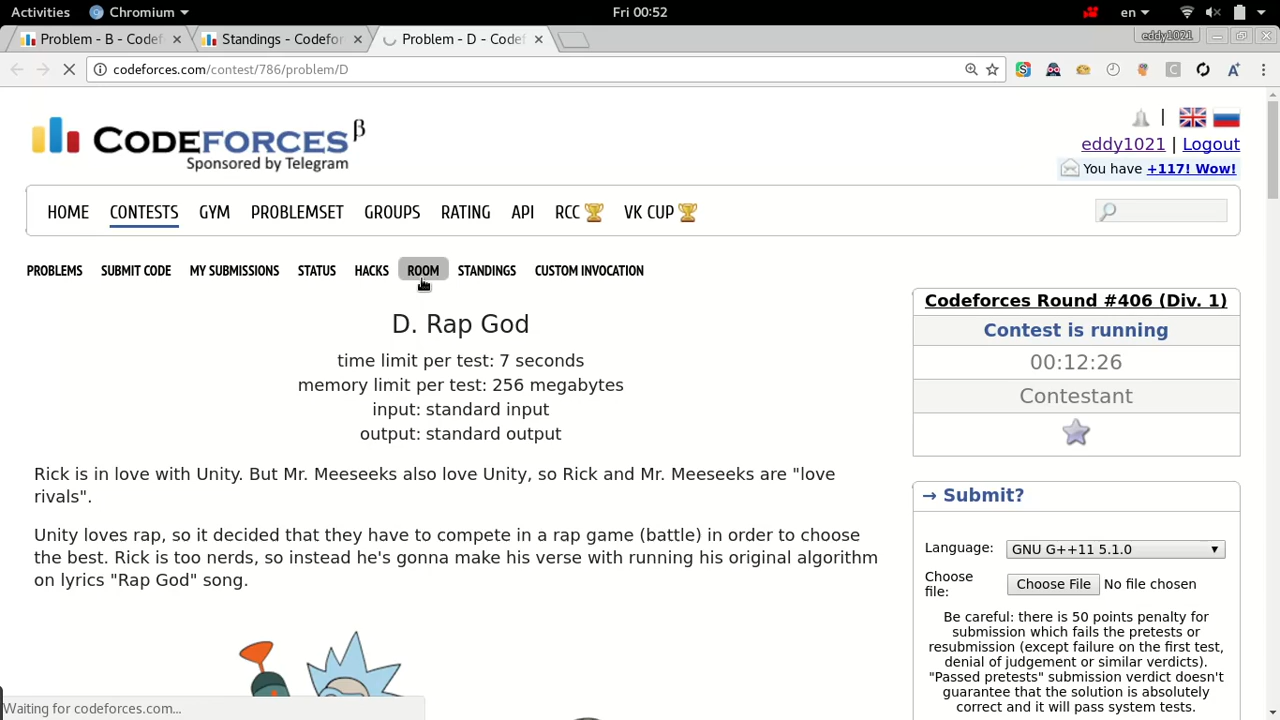 Activities
Chromium
Fri 00:52
en
Problem - B - Codef
Standings - Codefor
Problem - D - Codef
eddy1021
codeforces.com/contest/786/problem/D
CODEFORCES β
Sponsored by Telegram
eddy1021 | Logout
You have +117! Wow!
HOME CONTESTS GYM PROBLEMSET GROUPS RATING API RCC VK CUP
PROBLEMS SUBMIT CODE MY SUBMISSIONS STATUS HACKS ROOM STANDINGS CUSTOM INVOCATION
D. Rap God
time limit per test: 7 seconds
memory limit per test: 256 megabytes
input: standard input
output: standard output
Rick is in love with Unity. But Mr. Meeseeks also love Unity, so Rick and Mr. Meeseeks are "love
rivals".
Unity loves rap, so it decided that they have to compete in a rap game (battle) in order to choose
the best. Rick is too nerds, so instead he's gonna make his verse with running his original algorithm
on lyrics "Rap God" song.
Codeforces Round #406 (Div. 1)
Contest is running
00:12:26
Contestant
→ Submit?
Language: GNU G++11 5.1.0
Choose
file: Choose File No file chosen
Be careful: there is 50 points penalty for
submission which fails the pretests or
resubmission (except failure on the first test,
denial of judgement or similar verdicts).
"Passed pretests" submission verdict doesn't
guarantee that the solution is absolutely
correct and it will pass system tests.
Waiting for codeforces.com...